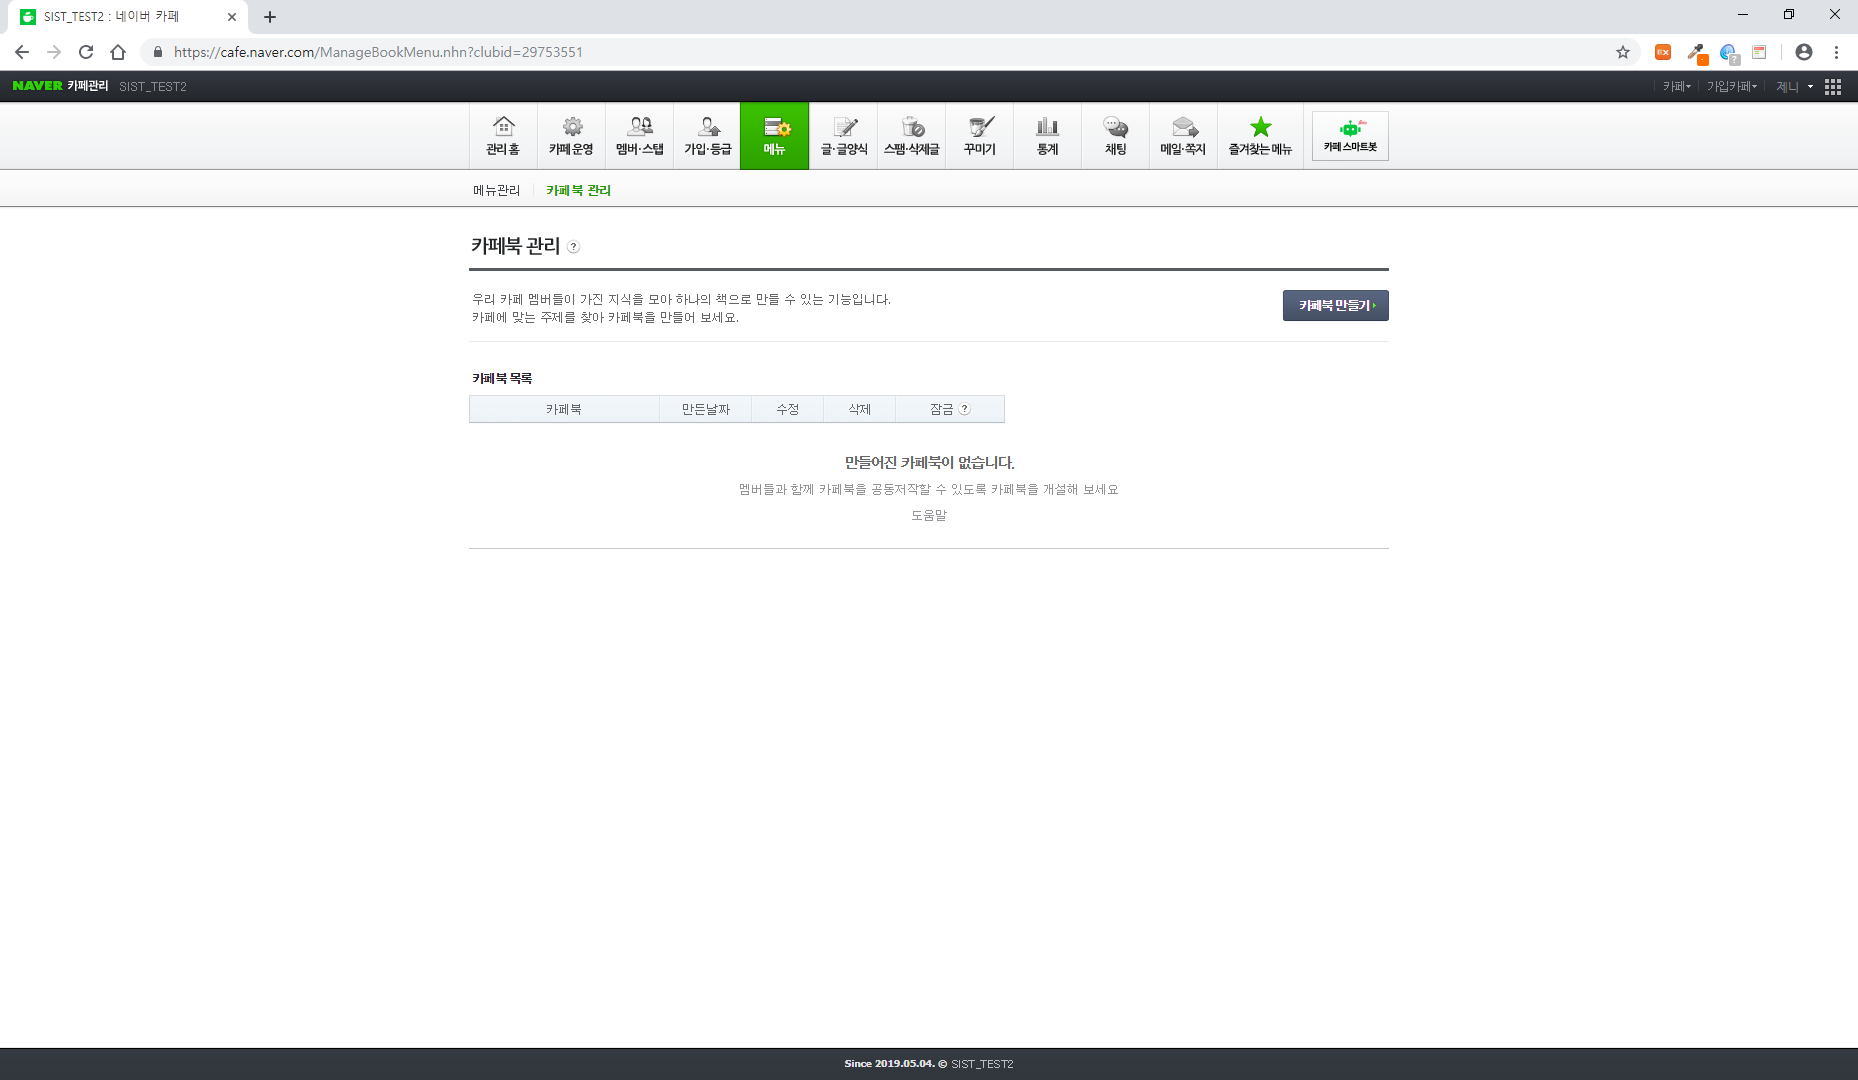 SIST_TEST2 : 네이버 카페
https://cafe.naver.com/ManageBookMenu.nhn?clubid=29753551
NAVER 카페관리 SIST_TEST2
카페 가입카페 제니
관리 홈 카페 운영 멤버·스탭 가입·등급 메뉴 글·글양식 스팸·삭제글 꾸미기 통계 채팅 메일·쪽지 즐겨찾는 메뉴 카페 스마트봇
메뉴관리 카페북 관리
카페북 관리 ?
우리 카페 멤버들이 가진 지식을 모아 하나의 책으로 만들 수 있는 기능입니다.
카페에 맞는 주제를 찾아 카페북을 만들어 보세요.
카페북 만들기
카페북 목록
카페북 만든날짜 수정 삭제 잠금 ?
만들어진 카페북이 없습니다.
멤버들과 함께 카페북을 공동저작할 수 있도록 카페북을 개설해 보세요
도움말
Since 2019.05.04. © SIST_TEST2